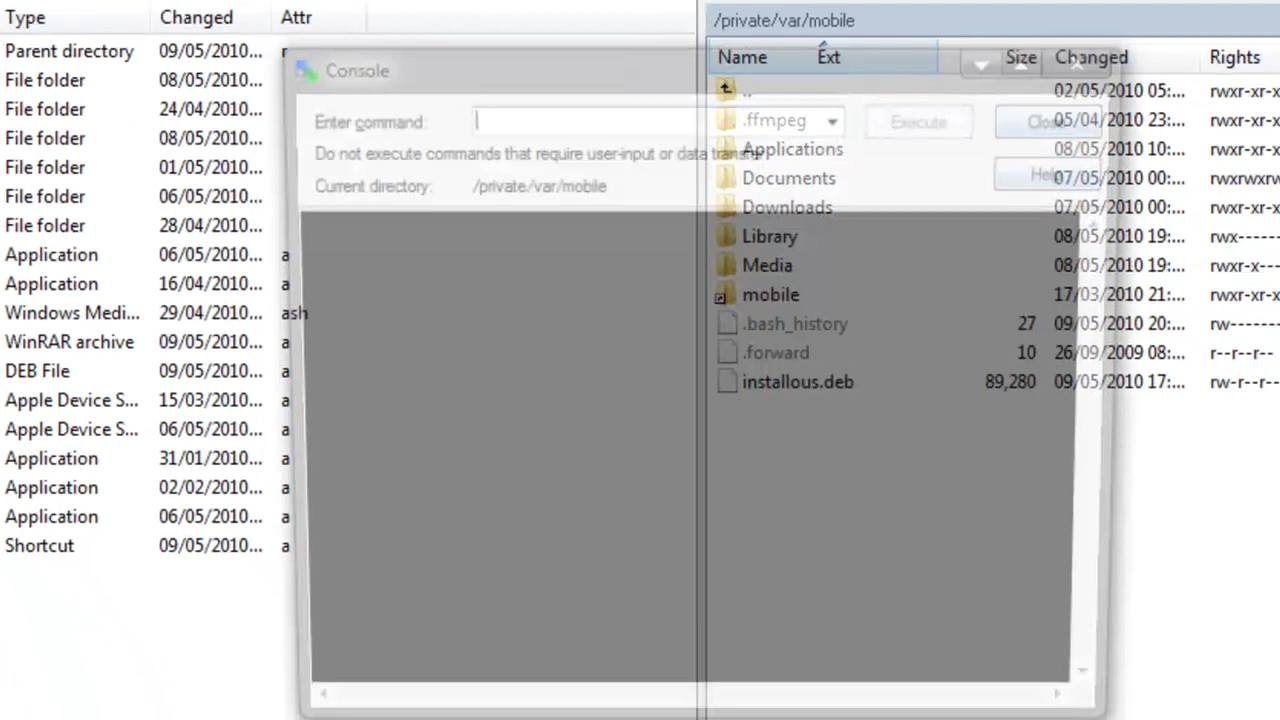 Type Changed Attr
Parent directory 09/05/2010... r
File folder 08/05/2010...
File folder 24/04/2010...
File folder 08/05/2010...
File folder 01/05/2010...
File folder 06/05/2010...
File folder 28/04/2010...
Application 06/05/2010... a
Application 16/04/2010... a
Windows Medi... 29/04/2010... ash
WinRAR archive 09/05/2010... a
DEB File 09/05/2010... a
Apple Device S... 15/03/2010... a
Apple Device S... 06/05/2010... a
Application 31/01/2010... a
Application 02/02/2010... a
Application 06/05/2010... a
Shortcut 09/05/2010... a
Console
Enter command: Execute Close
Do not execute commands that require user-input or data
Current directory: /private/var/mobile Help
/private/var/mobile
Name Ext Size Changed Rights
.. 02/05/2010 05:... rwxr-xr-x
.ffmpeg 05/04/2010 23:... rwxr-xr-x
Applications 08/05/2010 10:... rwxr-xr-x
Documents 07/05/2010 00:... rwxrwxrw
Downloads 07/05/2010 00:... rwxr-xr-x
Library 08/05/2010 19:... rwx------
Media 08/05/2010 19:... rwxr-x---
mobile 17/03/2010 21:... rwxr-xr-x
.bash_history 27 09/05/2010 20:... rw-------
.forward 10 26/09/2009 08:... r--r--r--
installous.deb 89,280 09/05/2010 17:... rw-r--r--